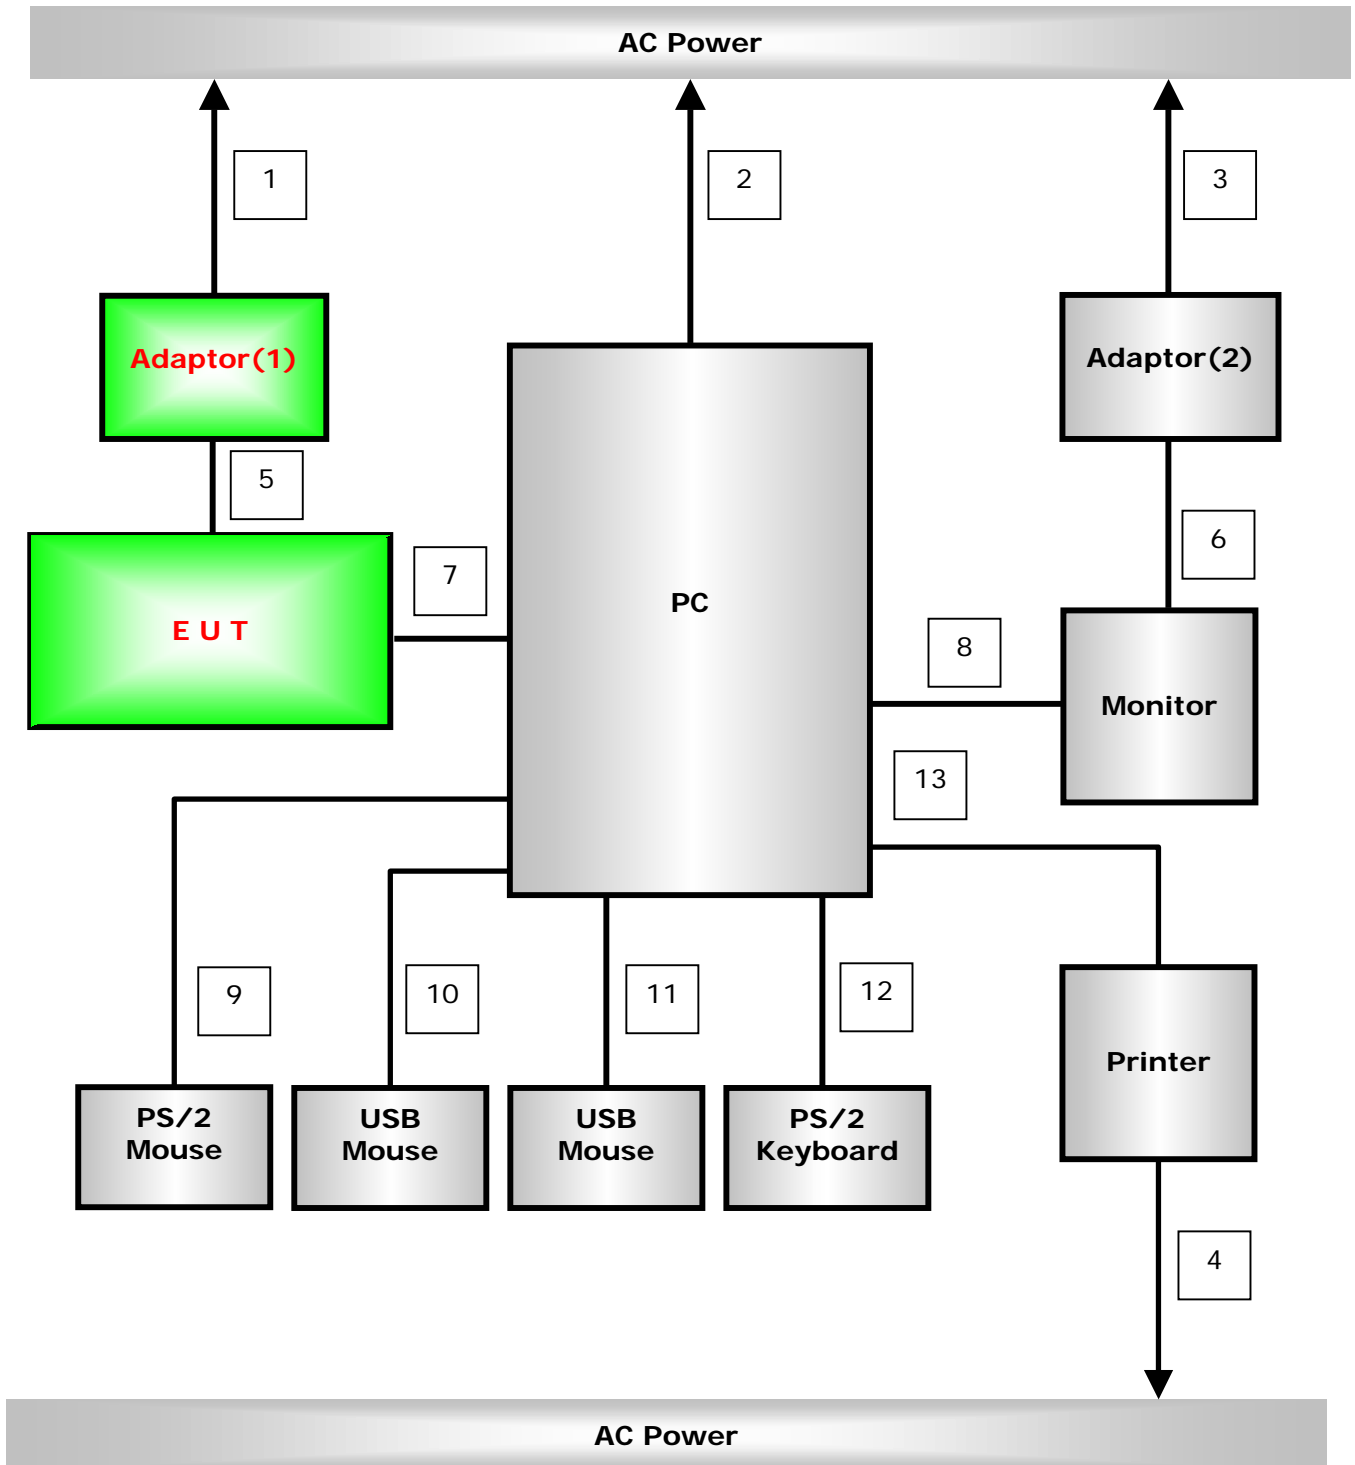 AC Power
1
2
3
Adaptor(1)
Adaptor(2)
5
6
7
E U T
PC
8
Monitor
13
9
10
11
12
Printer
PS/2
Mouse
USB
Mouse
USB
Mouse
PS/2
Keyboard
4
AC Power